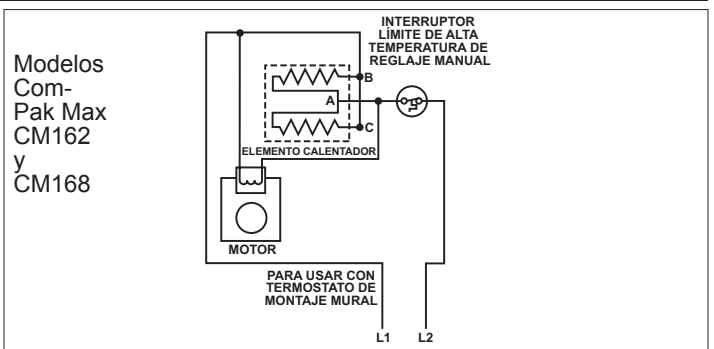 Modelos
Com-
Pak Max
CM162
y
CM168
INTERRUPTOR
LÍMITE DE ALTA
TEMPERATURA DE
REGLAJE MANUAL
B
A
C
ELEMENTO CALENTADOR
MOTOR
PARA USAR CON
TERMOSTATO DE
MONTAJE MURAL
L1 L2